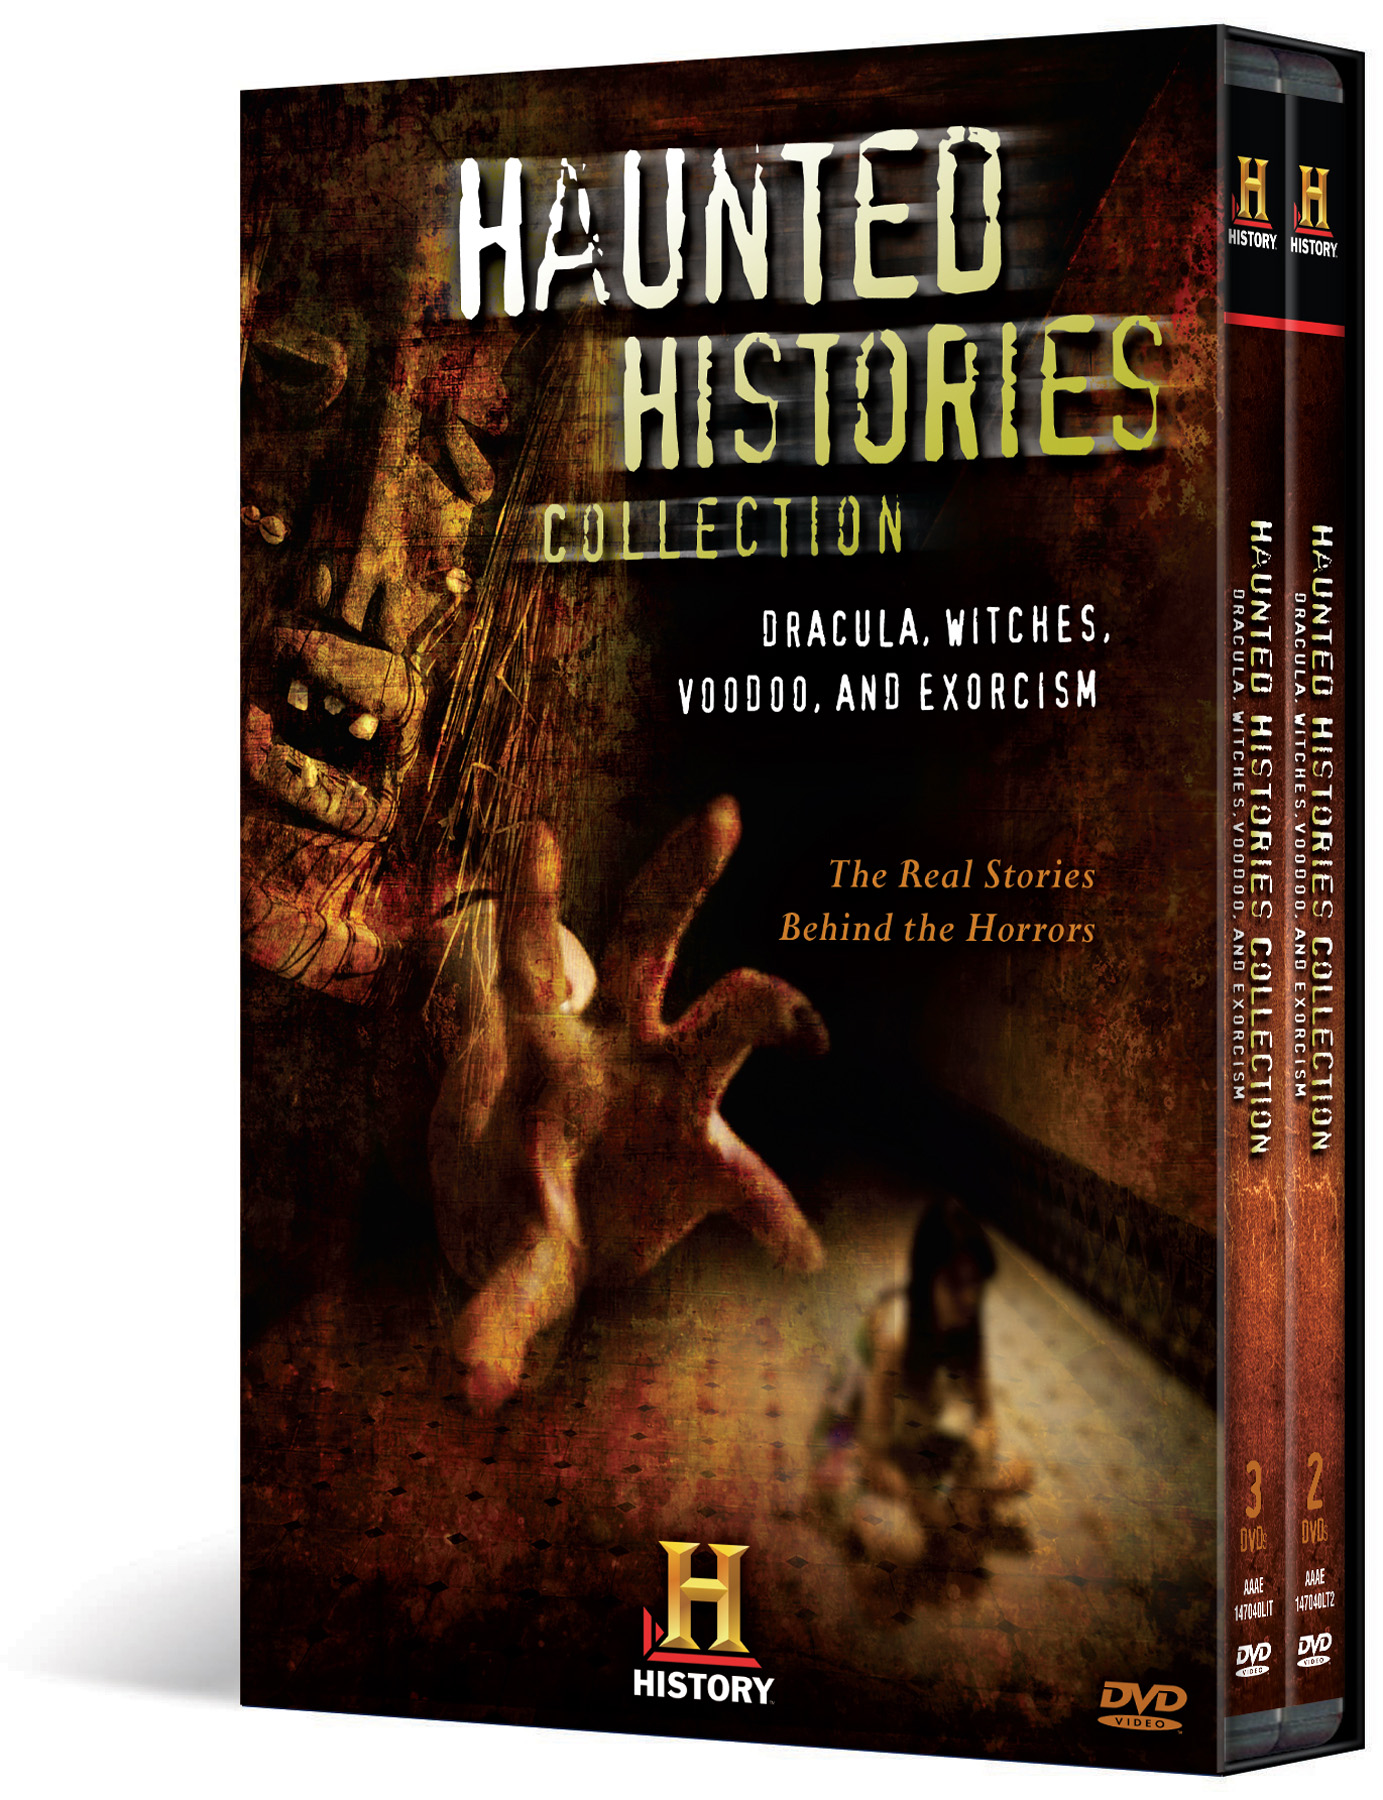 HAUNTED
HISTORIES
COLLECTION
DRACULA, WITCHES,
VOODOO, AND EXORCISM
The Real Stories
Behind the Horrors
H
HISTORY
DVD
VIDEO
H
HISTORY
HAUNTED HISTORIES COLLECTION
DRACULA, WITCHES, VOODOO, AND EXORCISM
3
DVDs
AAAE
147040LIT
DVD
VIDEO
H
HISTORY
HAUNTED HISTORIES COLLECTION
DRACULA, WITCHES, VOODOO, AND EXORCISM
2
DVDs
AAAE
147040LT2
DVD
VIDEO